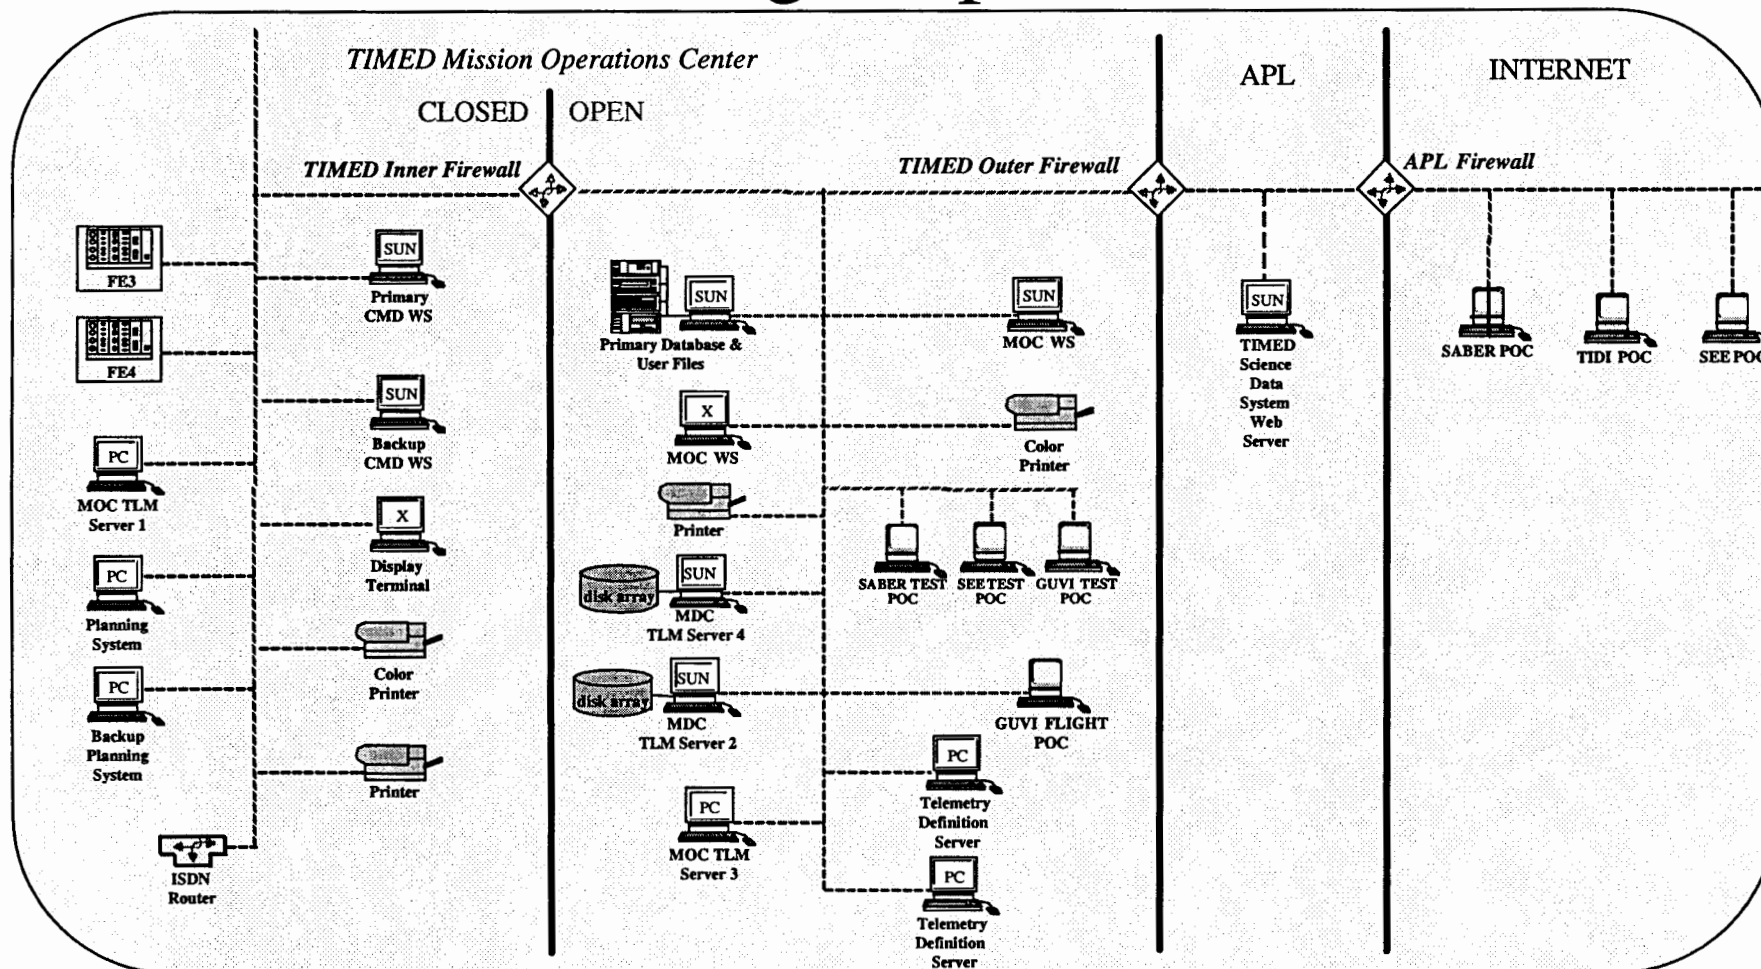 TIMED Mission Operations Center
CLOSED
OPEN
APL
INTERNET
TIMED Inner Firewall
TIMED Outer Firewall
APL Firewall
FE3
FE4
PC
MOC TLM
Server 1
PC
Planning
System
PC
Backup
Planning
System
ISDN
Router
SUN
Primary
CMD WS
SUN
Backup
CMD WS
X
Display
Terminal
Color
Printer
Printer
SUN
Primary Database &
User Files
X
MOC WS
Printer
disk array
SUN
MDC
TLM Server 4
disk array
SUN
MDC
TLM Server 2
PC
MOC TLM
Server 3
SUN
MOC WS
Color
Printer
SABER TEST
POC
SEE TEST
POC
GUVI TEST
POC
GUVI FLIGHT
POC
PC
Telemetry
Definition
Server
PC
Telemetry
Definition
Server
SUN
TIMED
Science
Data
System
Web
Server
SABER POC
TIDI POC
SEE POC